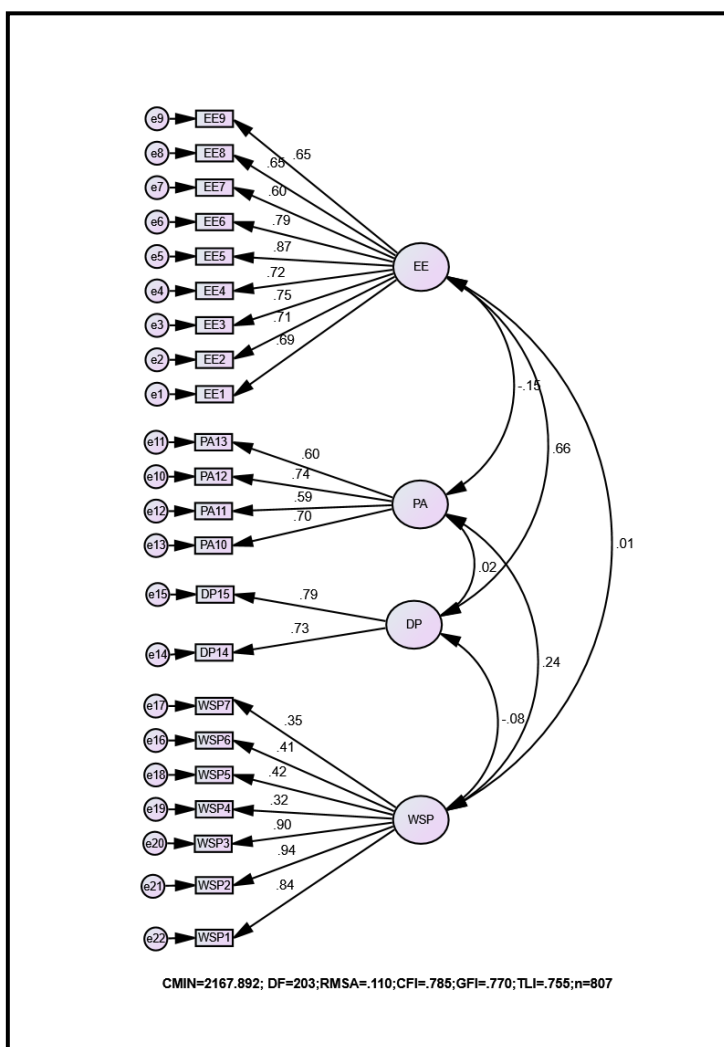 e9 EE9 .65
e8 EE8 .65
e7 EE7 .60
e6 EE6 .79
e5 EE5 .87 EE
e4 EE4 .72
e3 EE3 .75
e2 EE2 .71
e1 EE1 .69
-.15
e11 PA13 .60
.66
e10 PA12 .74
e12 PA11 .59 PA
e13 PA10 .70
.01
.02
e15 DP15 .79
DP
e14 DP14 .73
.24
e17 WSP7 .35
-.08
e16 WSP6 .41
e18 WSP5 .42
e19 WSP4 .32 WSP
e20 WSP3 .90
e21 WSP2 .94
e22 WSP1 .84
CMIN=2167.892; DF=203;RMSA=.110;CFI=.785;GFI=.770;TLI=.755;n=807